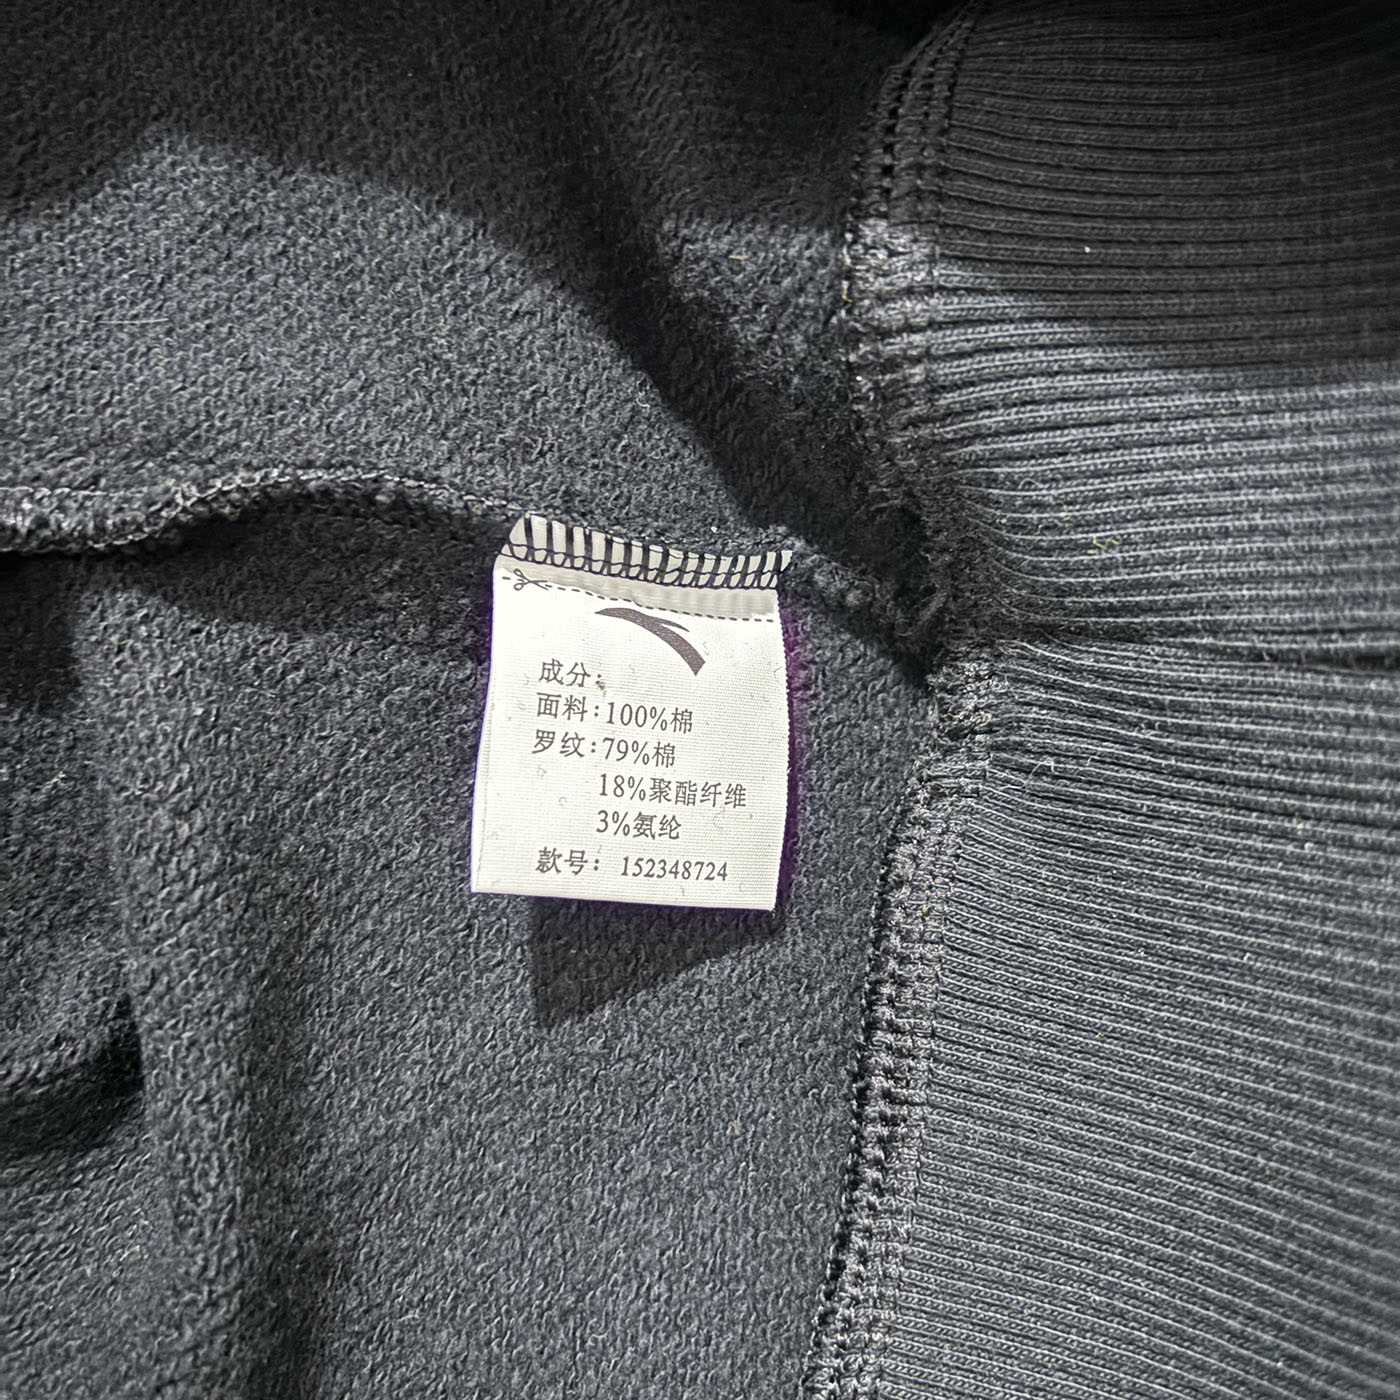 成分:
面料:100%棉
罗纹:79%棉
18%聚酯纤维
3%氨纶
款号: 152348724